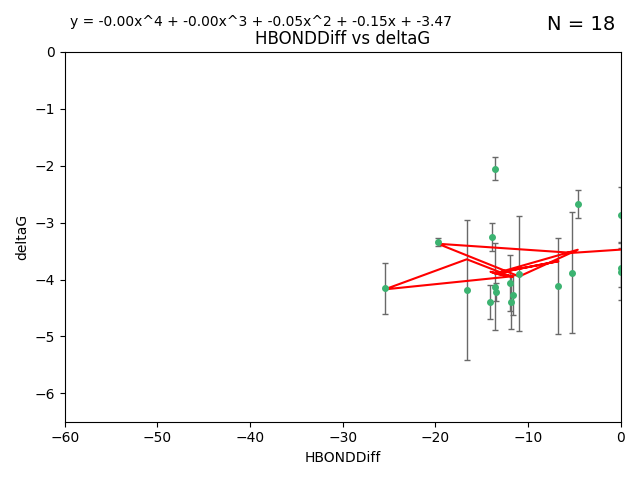 y = -0.00x^4 + -0.00x^3 + -0.05x^2 + -0.15x + -3.47
N = 18
HBONDDiff vs deltaG
0
−1
−2
−3
−4
−5
−6
deltaG
−60 −50 −40 −30 −20 −10 0
HBONDDiff